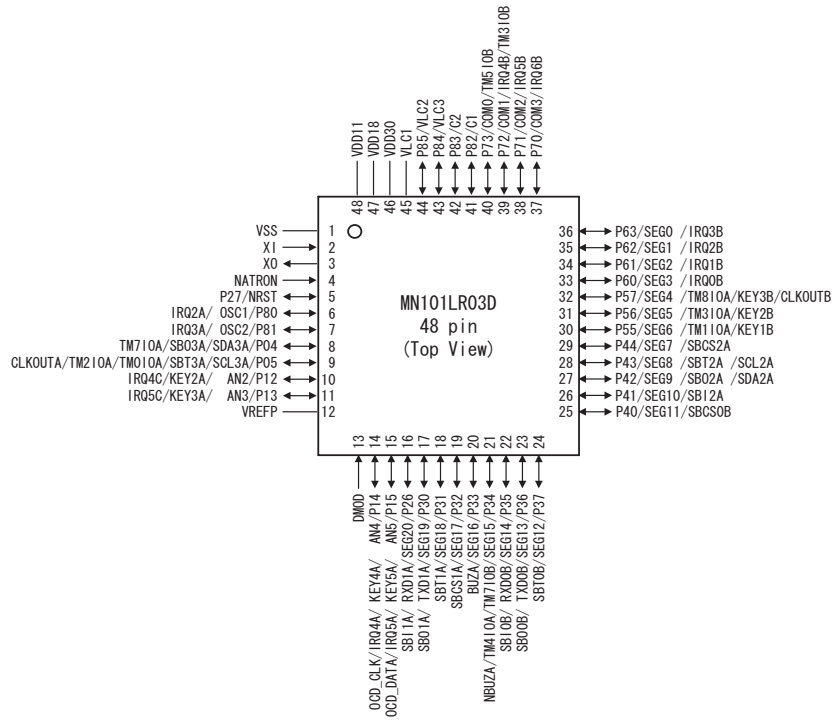 VDD11
VDD18
VDD30
VLC1
P85/VLC2
P84/VLC3
P83/C2
P82/C1
P73/COM0/TM5IOB
P72/COM1/IRQ4B/TM3IOB
P71/COM2/IRQ5B
P70/COM3/IRQ6B
48 47 46 45 44 43 42 41 40 39 38 37
VSS 1
XI 2
XO 3
NATRON 4
P27/NRST 5
IRQ2A/ OSC1/P80 6
IRQ3A/ OSC2/P81 7
TM7IOA/SBO3A/SDA3A/P04 8
CLKOUTA/TM2IOA/TM0IOA/SBT3A/SCL3A/P05 9
IRQ4C/KEY2A/ AN2/P12 10
IRQ5C/KEY3A/ AN3/P13 11
VREFP 12
MN101LR03D
48 pin
(Top View)
36 P63/SEG0 /IRQ3B
35 P62/SEG1 /IRQ2B
34 P61/SEG2 /IRQ1B
33 P60/SEG3 /IRQ0B
32 P57/SEG4 /TM8IOA/KEY3B/CLKOUTB
31 P56/SEG5 /TM3IOA/KEY2B
30 P55/SEG6 /TM1IOA/KEY1B
29 P44/SEG7 /SBCS2A
28 P43/SEG8 /SBT2A /SCL2A
27 P42/SEG9 /SBO2A /SDA2A
26 P41/SEG10/SBI2A
25 P40/SEG11/SBCS0B
13 14 15 16 17 18 19 20 21 22 23 24
DMOD
OCD_CLK/IRQ4A/ KEY4A/ AN4/P14
OCD_DATA/IRQ5A/ KEY5A/ AN5/P15
SBI1A/ RXD1A/SEG20/P26
SBO1A/ TXD1A/SEG19/P30
SBT1A/SEG18/P31
SBCS1A/SEG17/P32
BUZA/SEG16/P33
NBUZA/TM4IOA/TM7IOB/SEG15/P34
SBI0B/ RXD0B/SEG14/P35
SBO0B/ TXD0B/SEG13/P36
SBT0B/SEG12/P37